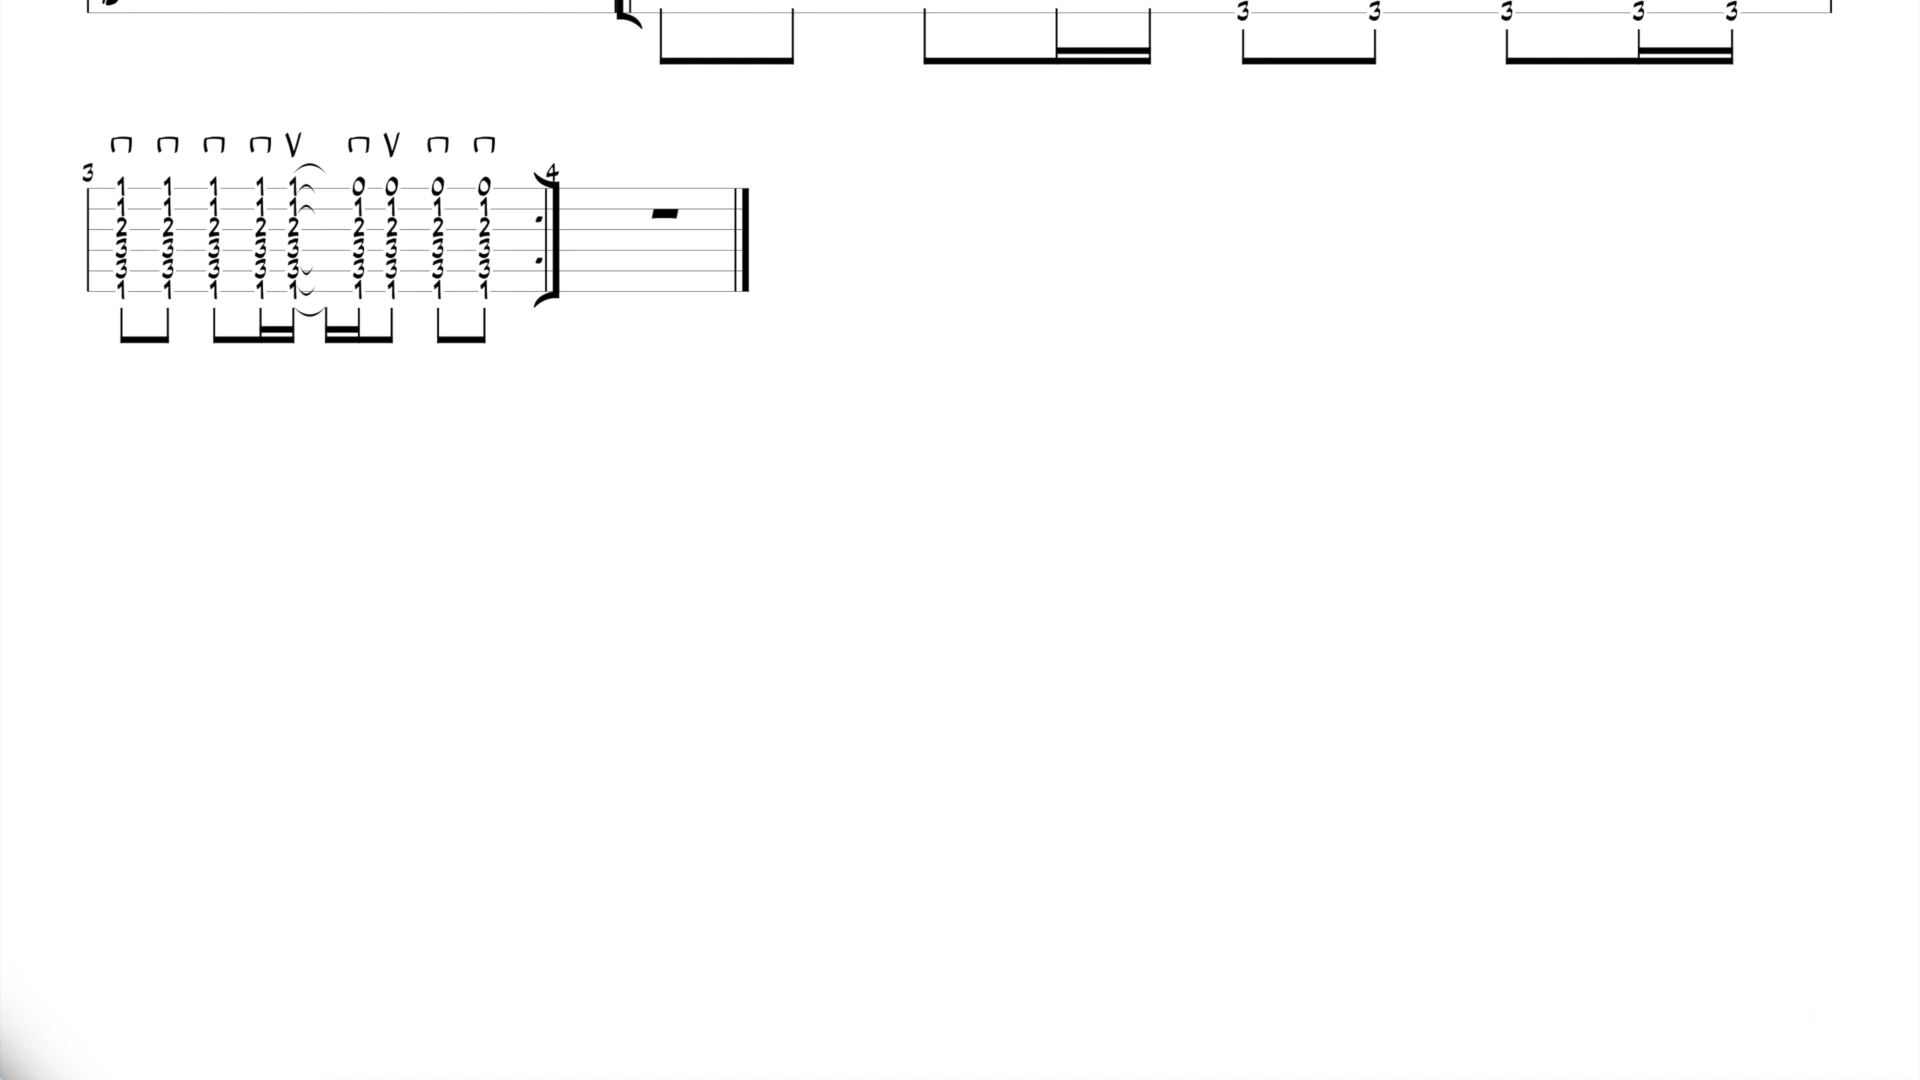 3 3 3 3 3
3 4
1 1 1 1 1 0 0 0 0
1 1 1 1 1 1 1 1 1
2 2 2 2 2 2 2 2 2
3 3 3 3 3 3 3 3 3
3 3 3 3 3 3 3 3 3
1 1 1 1 1 1 1 1 1